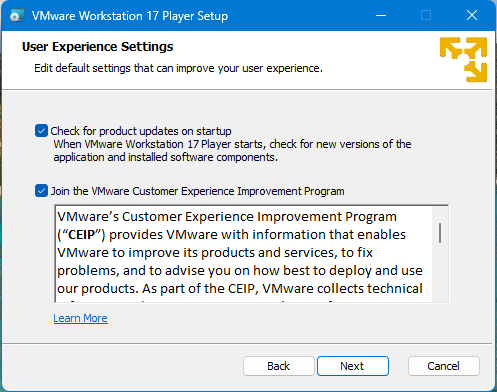 VMware Workstation 17 Player Setup
User Experience Settings
Edit default settings that can improve your user experience.
Check for product updates on startup
When VMware Workstation 17 Player starts, check for new versions of the
application and installed software components.
Join the VMware Customer Experience Improvement Program
VMware's Customer Experience Improvement Program
("CEIP") provides VMware with information that enables
VMware to improve its products and services, to fix
problems, and to advise you on how best to deploy and use
our products. As part of the CEIP, VMware collects technical
Learn More
Back
Next
Cancel